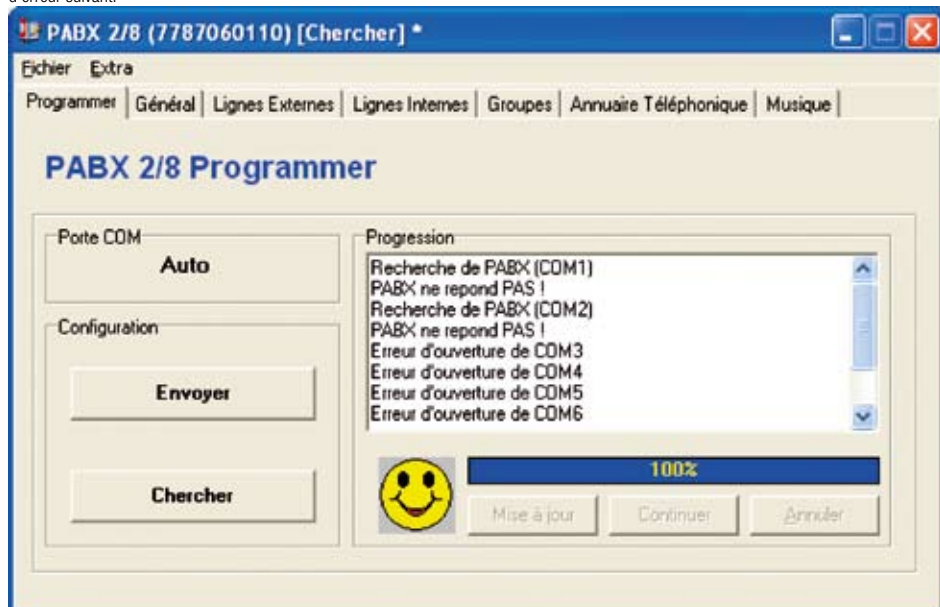 d'erreur suivant:
PABX 2/8 (7787060110) [Chercher] *
Fichier Extra
Programmer Général Lignes Externes Lignes Internes Groupes Annuaire Téléphonique Musique
PABX 2/8 Programmer
Porte COM
Auto
Configuration
Envoyer
Chercher
Progression
Recherche de PABX (COM1)
PABX ne repond PAS !
Recherche de PABX (COM2)
PABX ne repond PAS !
Erreur d'ouverture de COM3
Erreur d'ouverture de COM4
Erreur d'ouverture de COM5
Erreur d'ouverture de COM6
100%
Mise à jour Continuer Annuler